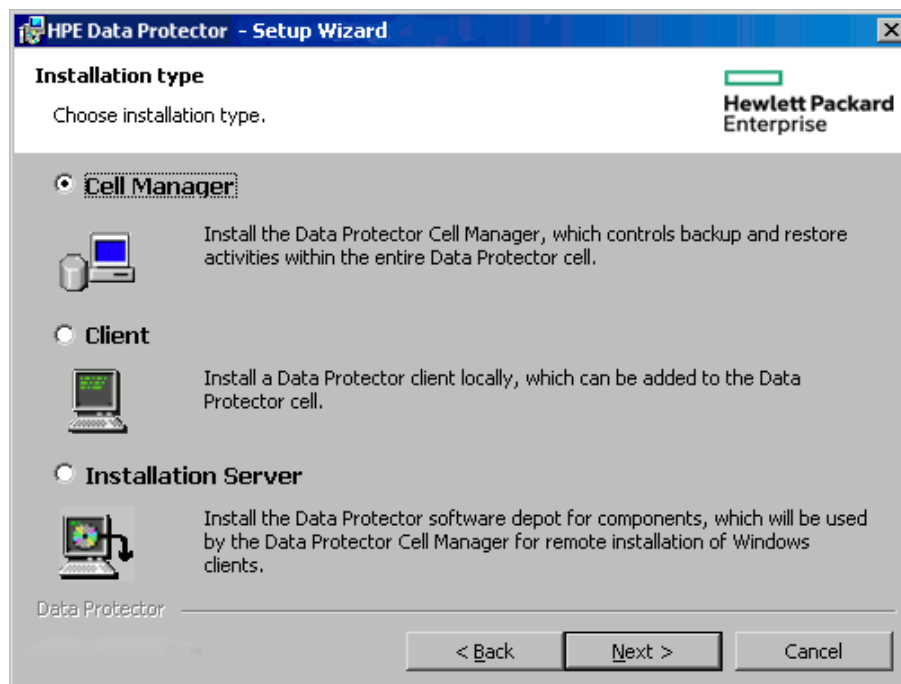 HPE Data Protector - Setup Wizard
Installation type
Choose installation type.
Hewlett Packard
Enterprise
Cell Manager
Install the Data Protector Cell Manager, which controls backup and restore
activities within the entire Data Protector cell.
Client
Install a Data Protector client locally, which can be added to the Data
Protector cell.
Installation Server
Install the Data Protector software depot for components, which will be used
by the Data Protector Cell Manager for remote installation of Windows
clients.
Data Protector
< Back
Next >
Cancel